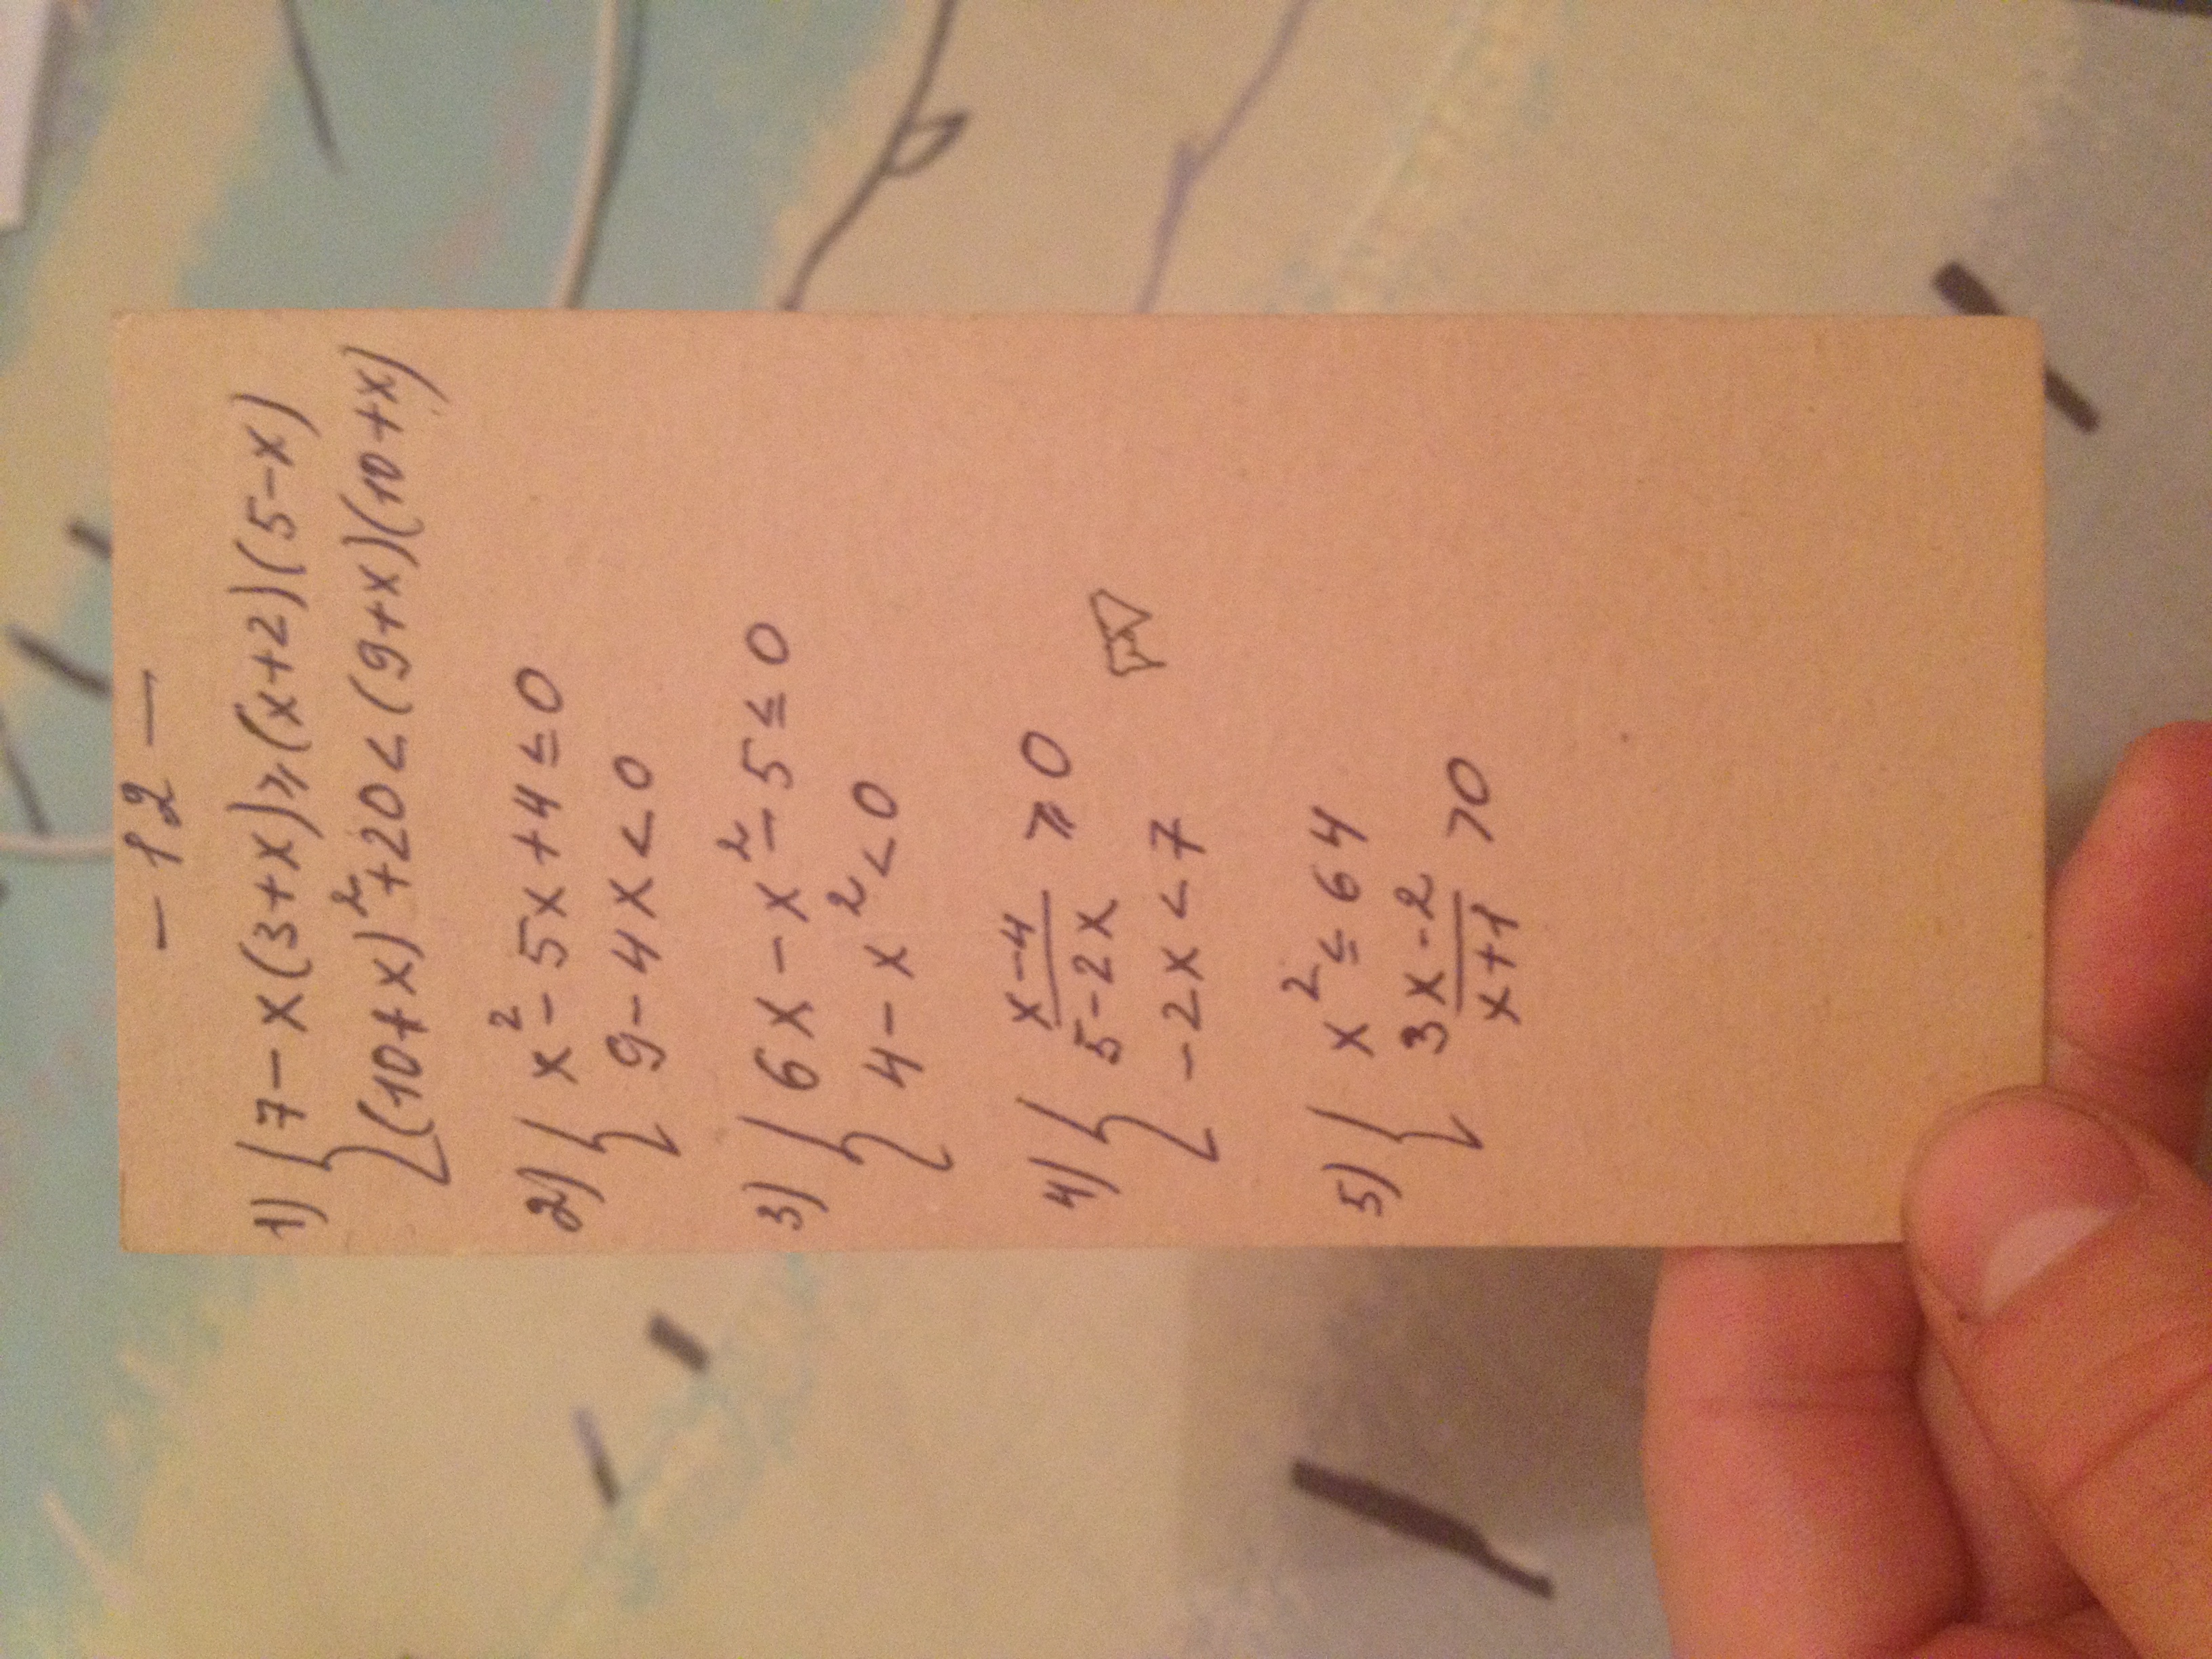 - 12 -
1) { 7 - x(3+x) ⩾ (x+2)(5-x)
(10+x)² + 20 < (9+x)(10+x)
2) { x² - 5x + 4 ≤ 0
9 - 4x < 0
3) { 6x - x² - 5 ≤ 0
4 - x² < 0
4) { x-4 / 5-2x ⩾ 0
-2x < 7
5) { x² ≤ 64
3x-2 / x+1 > 0